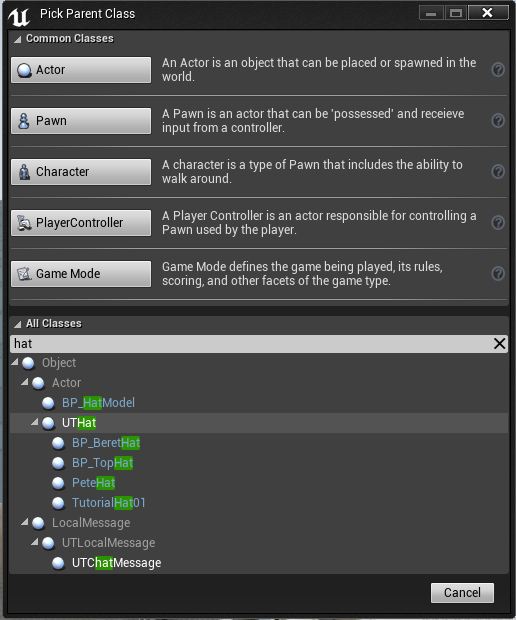 Pick Parent Class
Common Classes
Actor
An Actor is an object that can be placed or spawned in the
world.
Pawn
A Pawn is an actor that can be 'possessed' and receieve
input from a controller.
Character
A character is a type of Pawn that includes the ability to
walk around.
PlayerController
A Player Controller is an actor responsible for controlling a
Pawn used by the player.
Game Mode
Game Mode defines the game being played, its rules,
scoring, and other facets of the game type.
All Classes
hat
Object
Actor
BP_HatModel
UTHat
BP_BeretHat
BP_TopHat
PeteHat
TutorialHat01
LocalMessage
UTLocalMessage
UTChatMessage
Cancel